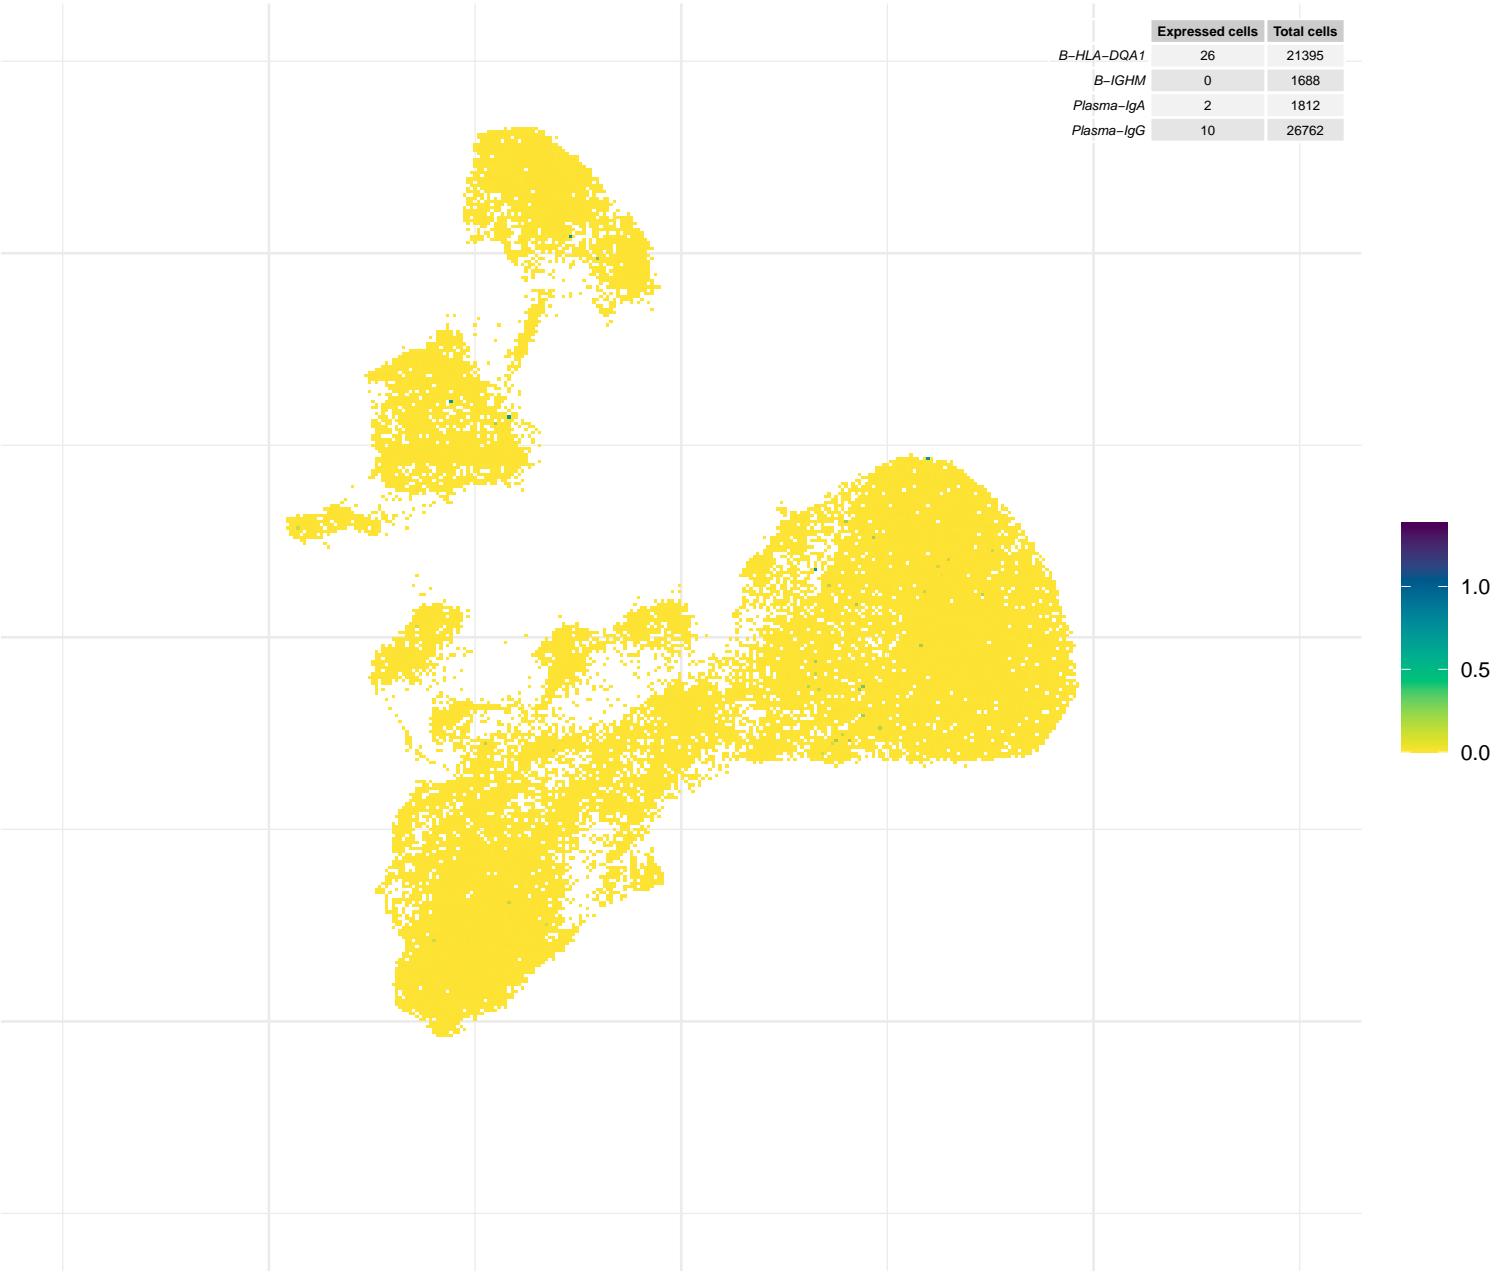 Expressed cells Total cells
B−HLA−DQA1 26 21395
B−IGHM 0 1688
Plasma−IgA 2 1812
Plasma−IgG 10 26762
1.0
0.5
0.0